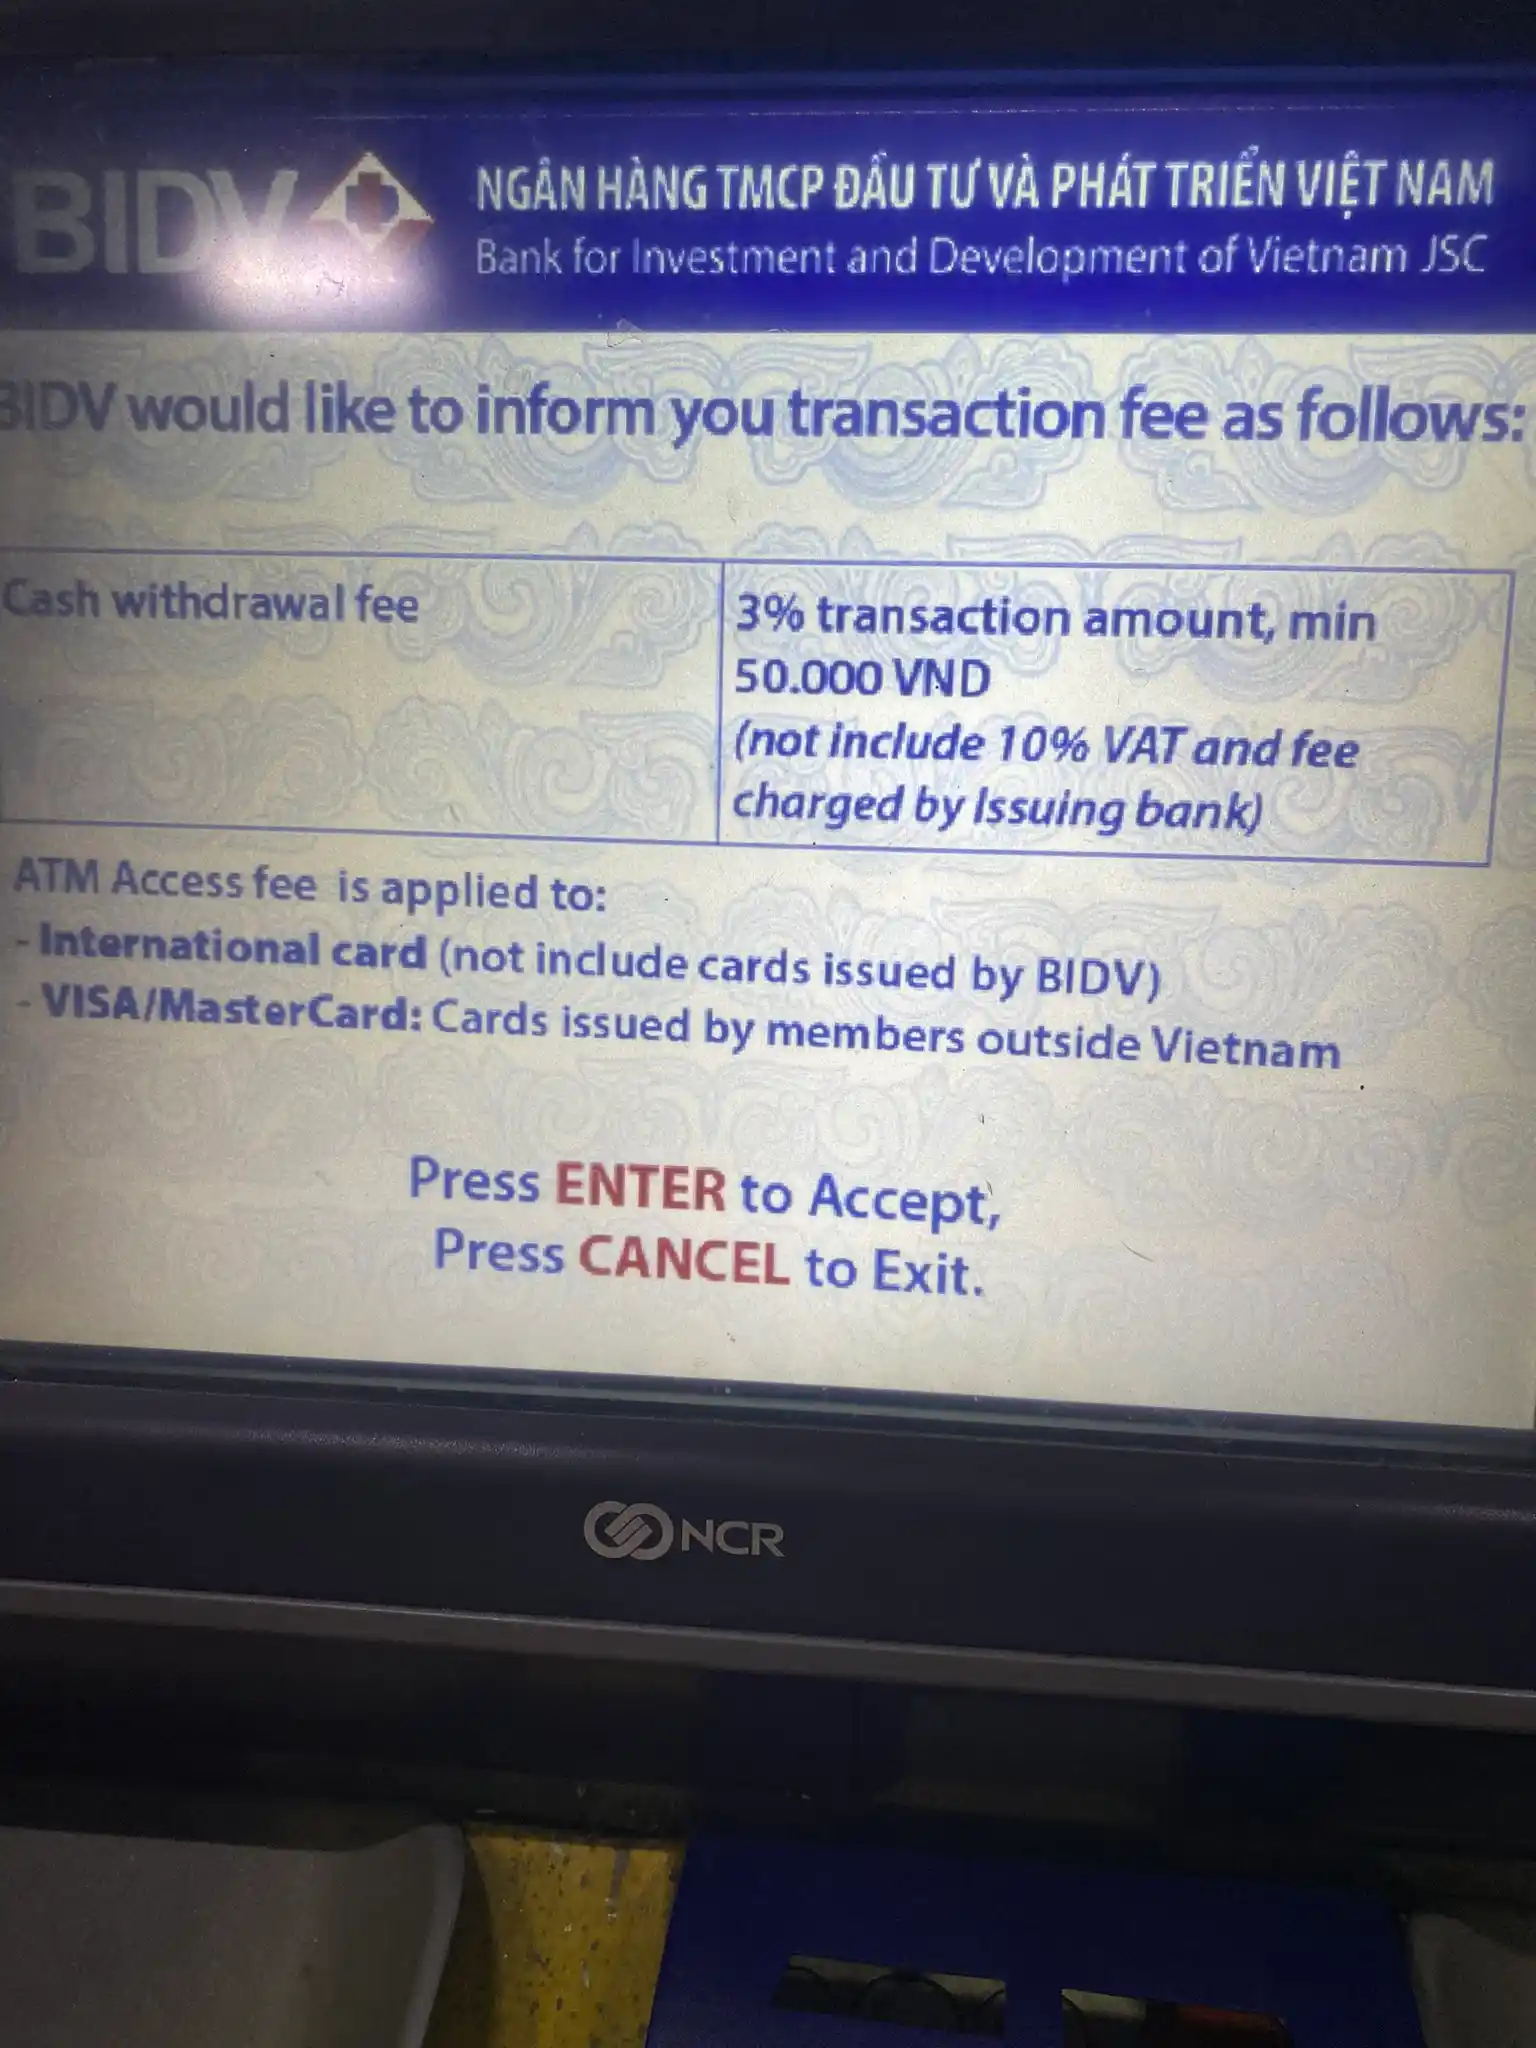 BIDV
NGÂN HÀNG TMCP ĐẦU TƯ VÀ PHÁT TRIỂN VIỆT NAM
Bank for Investment and Development of Vietnam JSC
BIDV would like to inform you transaction fee as follows:
Cash withdrawal fee
3% transaction amount, min
50.000 VND
(not include 10% VAT and fee
charged by Issuing bank)
ATM Access fee is applied to:
- International card (not include cards issued by BIDV)
- VISA/MasterCard: Cards issued by members outside Vietnam
Press ENTER to Accept,
Press CANCEL to Exit.
NCR